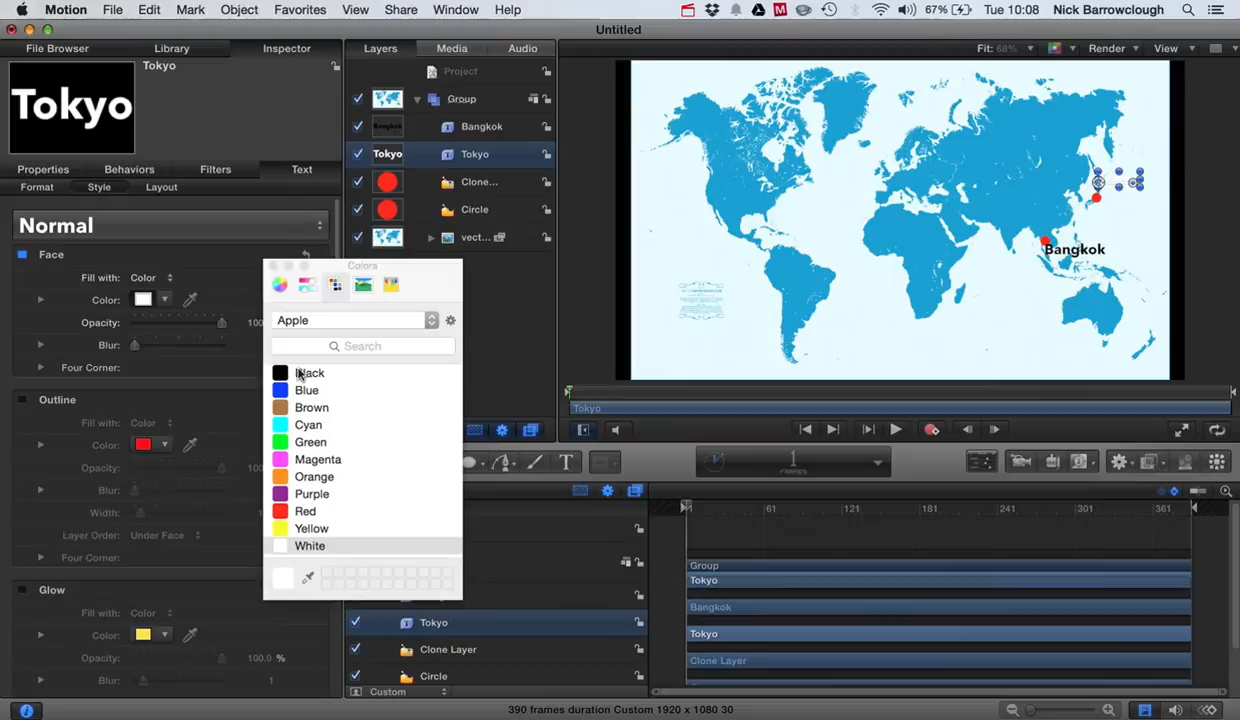 Motion File Edit Mark Object Favorites View Share Window Help 67% Tue 10:08 Nick Barrowclough
Untitled
File Browser Library Inspector
Layers Media Audio
Fit: 68% Render View
Tokyo
Tokyo
Project
Group
Bangkok Bangkok
Tokyo Tokyo
Clone...
Circle
vect...
Bangkok
Properties Behaviors Filters Text
Format Style Layout
Normal
Face
Fill with: Color
Color:
Opacity: 100
Blur:
Four Corner:
Outline
Fill with: Color
Color:
Opacity:
Blur:
Width:
Layer Order: Under Face
Four Corner:
Glow
Fill with: Color
Color:
Opacity: 100.0 %
Blur: 1
Colors
Apple
Search
Black
Blue
Brown
Cyan
Green
Magenta
Orange
Purple
Red
Yellow
White
Tokyo
1
FRAMES
1 61 121 181 241 301 361
Group
Tokyo
Bangkok
Tokyo
Clone Layer
Tokyo
Clone Layer
Circle
Custom
390 frames duration Custom 1920 x 1080 30